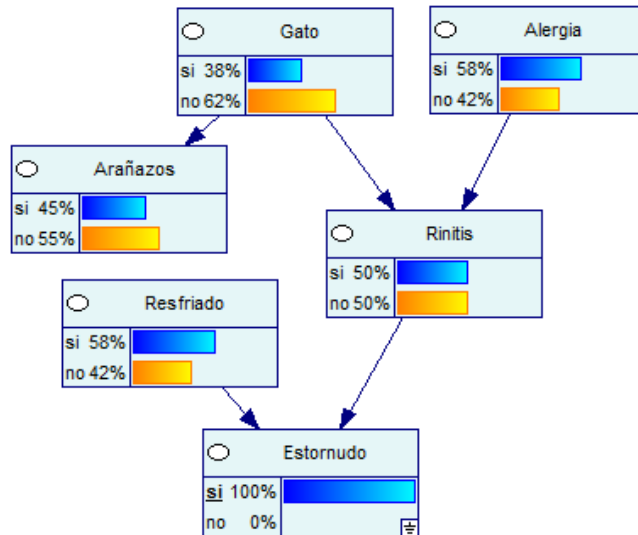 Gato
si 38%
no 62%
Alergia
si 58%
no 42%
Arañazos
si 45%
no 55%
Rinitis
si 50%
no 50%
Resfriado
si 58%
no 42%
Estornudo
si 100%
no 0%